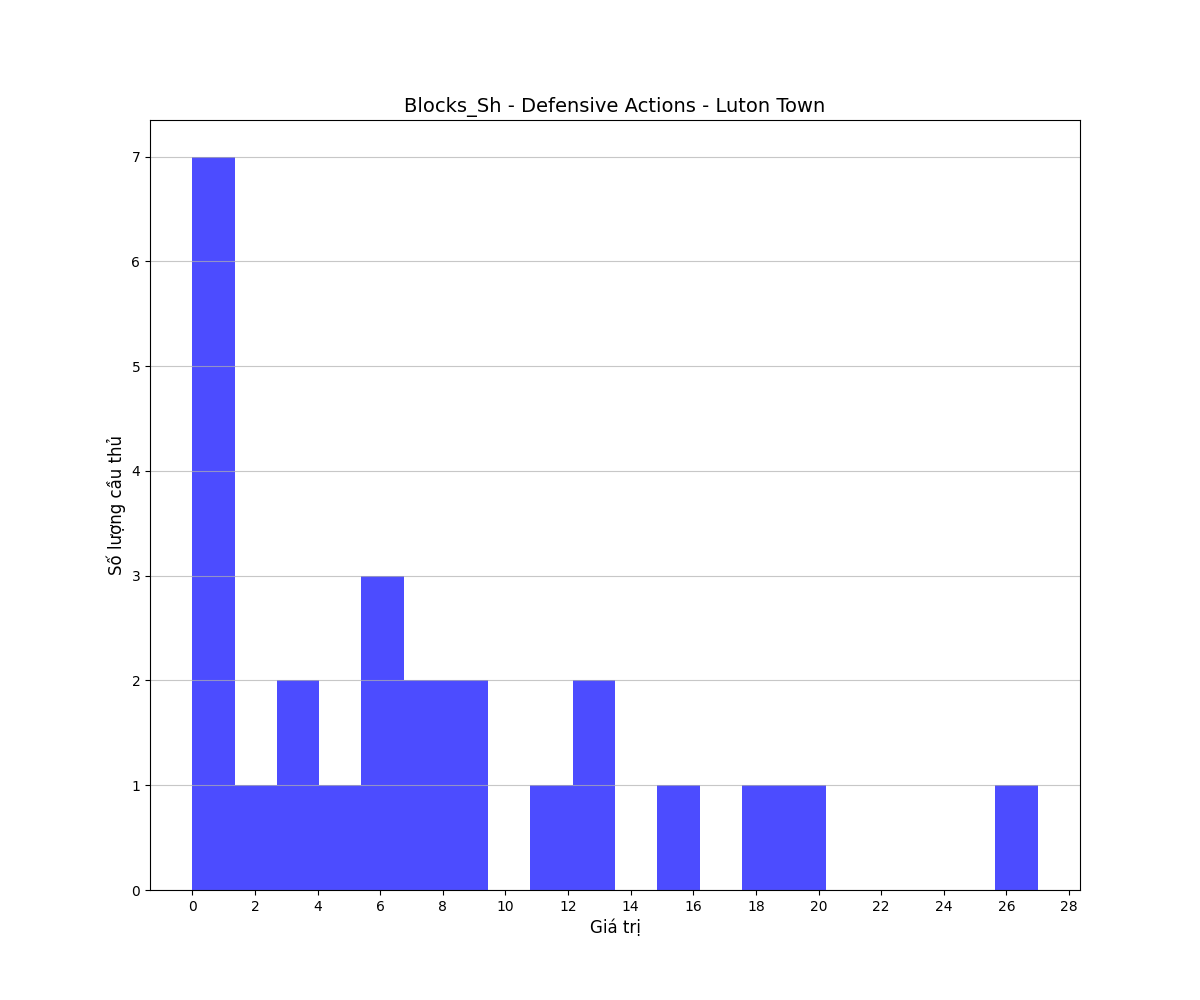 Blocks_Sh - Defensive Actions - Luton Town
7
6
5
4
3
2
1
0
Số lượng cầu thủ
0 2 4 6 8 10 12 14 16 18 20 22 24 26 28
Giá trị